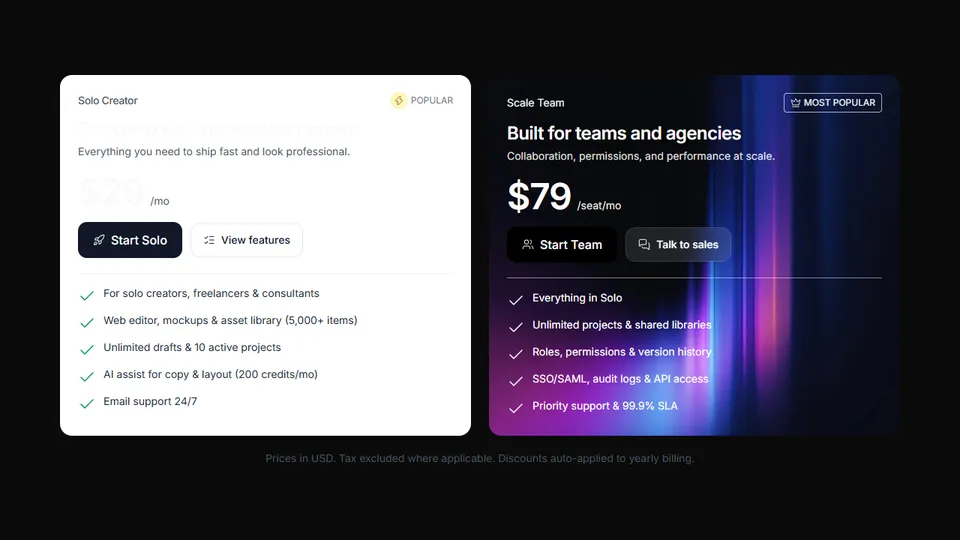 Solo Creator
POPULAR
Everything you need to ship fast and look professional.
$29 /mo
Start Solo
View features
For solo creators, freelancers & consultants
Web editor, mockups & asset library (5,000+ items)
Unlimited drafts & 10 active projects
AI assist for copy & layout (200 credits/mo)
Email support 24/7
Scale Team
MOST POPULAR
Built for teams and agencies
Collaboration, permissions, and performance at scale.
$79 /seat/mo
Start Team
Talk to sales
Everything in Solo
Unlimited projects & shared libraries
Roles, permissions & version history
SSO/SAML, audit logs & API access
Priority support & 99.9% SLA
Prices in USD. Tax excluded where applicable. Discounts auto-applied to yearly billing.